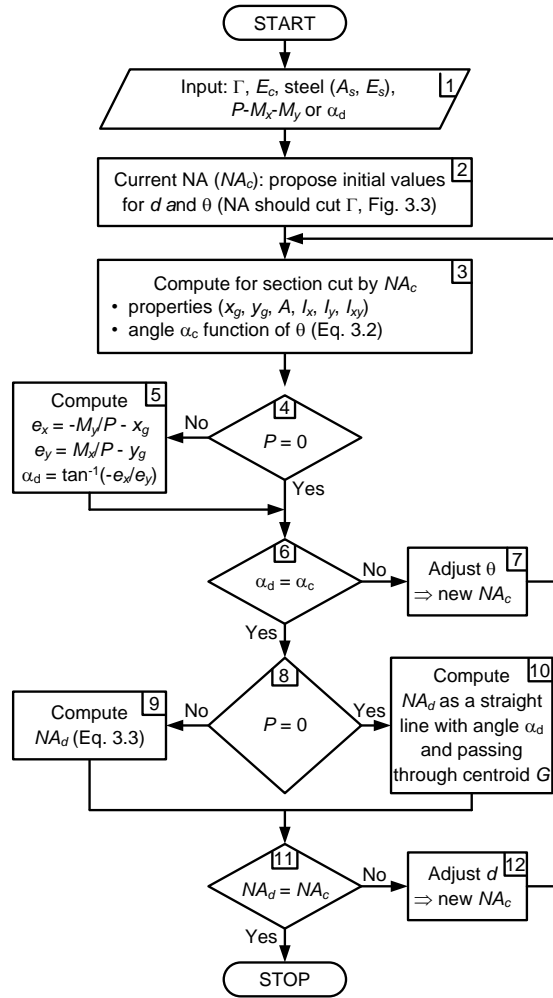 START
1
Input: Γ, E_c, steel (A_s, E_s),
P-M_x-M_y or α_d
2
Current NA (NA_c): propose initial values
for d and θ (NA should cut Γ, Fig. 3.3)
3
Compute for section cut by NA_c
• properties (x_g, y_g, A, I_x, I_y, I_xy)
• angle α_c function of θ (Eq. 3.2)
5
Compute
e_x = -M_y/P - x_g
e_y = M_x/P - y_g
α_d = tan⁻¹(-e_x/e_y)
No
4
P = 0
Yes
6
α_d = α_c
No
7
Adjust θ
⇒ new NA_c
Yes
8
P = 0
No
9
Compute
NA_d (Eq. 3.3)
Yes
10
Compute
NA_d as a straight
line with angle α_d
and passing
through centroid G
11
NA_d = NA_c
No
12
Adjust d
⇒ new NA_c
Yes
STOP